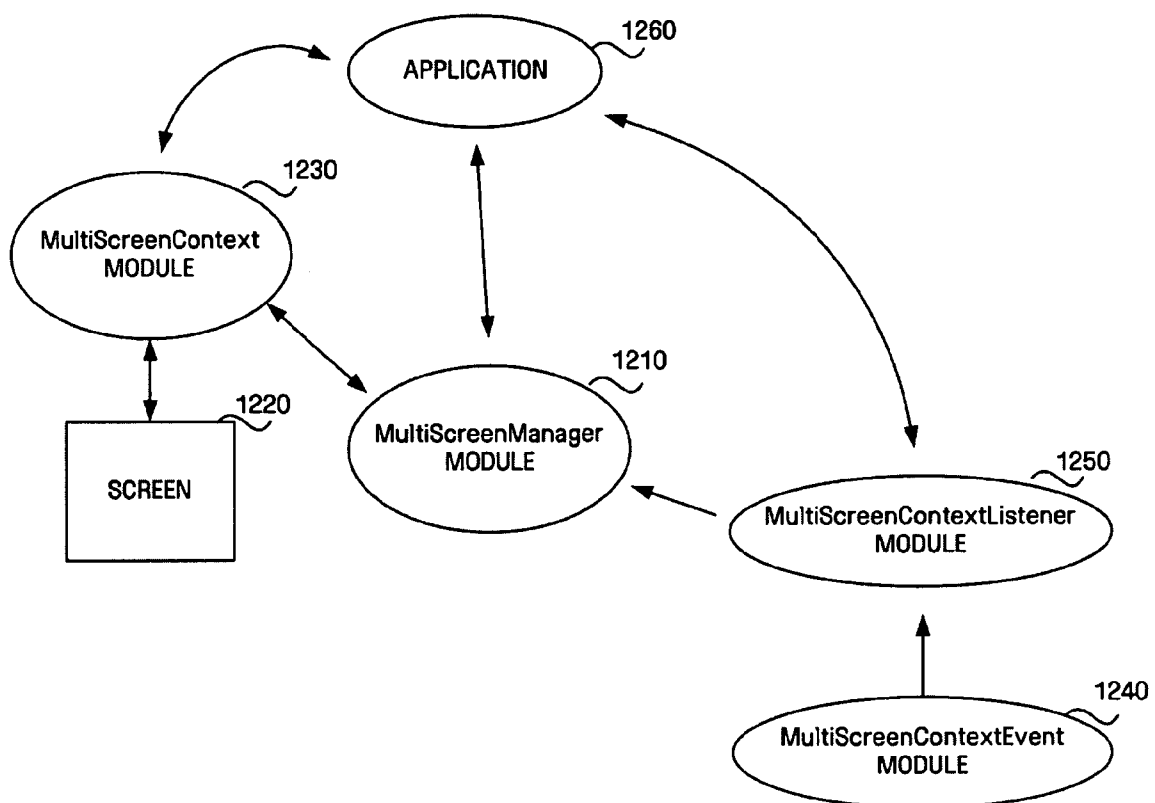 1260
APPLICATION
1230
MultiScreenContext
MODULE
1210
MultiScreenManager
MODULE
1220
SCREEN
1250
MultiScreenContextListener
MODULE
1240
MultiScreenContextEvent
MODULE